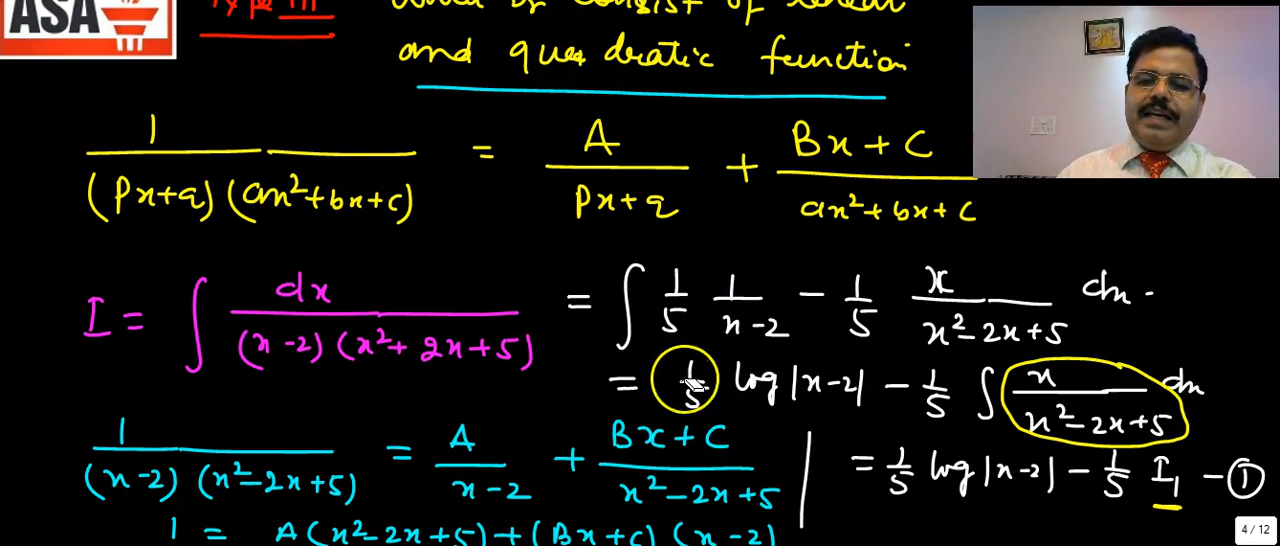 ASA
Type III
and quadratic function
1 / (px+q)(ax²+bx+c) = A / px+q + Bx+C / ax²+bx+c
I = ∫ dx / (x-2)(x²+2x+5) = ∫ 1/5 1/x-2 - 1/5 x / x²-2x+5 dx.
= 1/5 log|x-2| - 1/5 ∫ x / x²-2x+5 dx
1 / (x-2)(x²-2x+5) = A / x-2 + Bx+C / x²-2x+5
= 1/5 log|x-2| - 1/5 I₁ - ①
1 = A(x²-2x+5)+(Bx+C)(x-2)
4 / 12